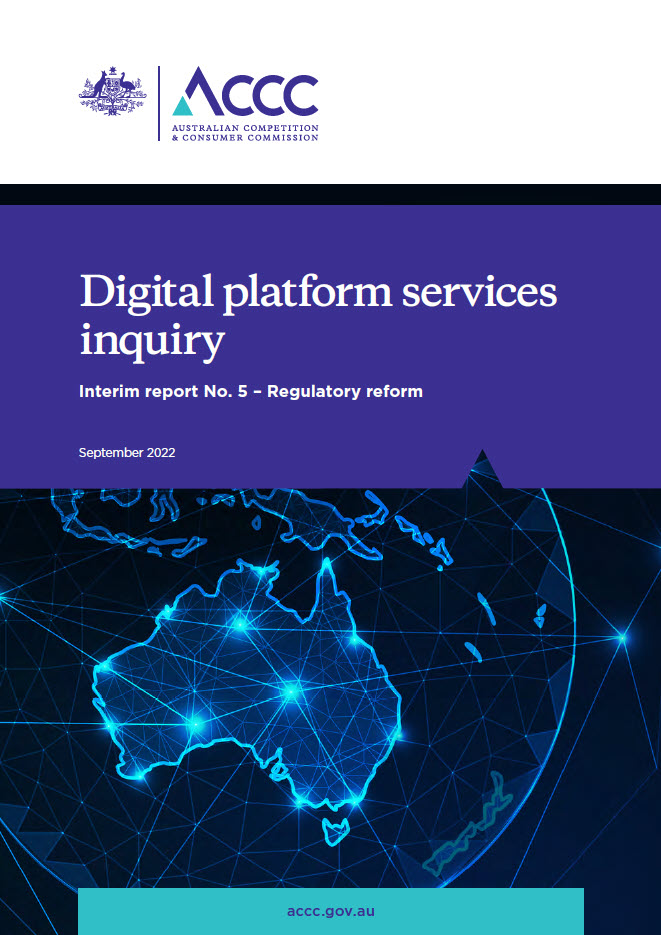 ACCC
AUSTRALIAN COMPETITION
& CONSUMER COMMISSION
Digital platform services
inquiry
Interim report No. 5 – Regulatory reform
September 2022
accc.gov.au